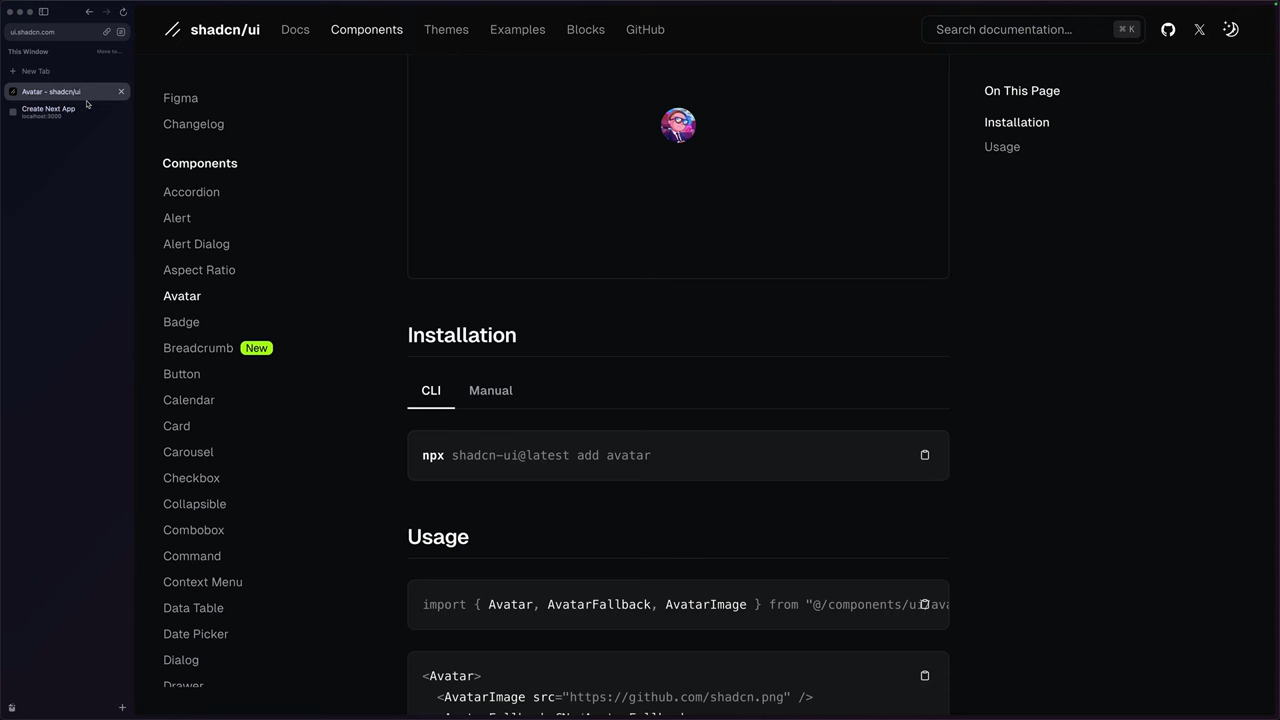 ui.shadcn.com
This Window
Move to...
New Tab
Avatar - shadcn/ui
Create Next App
localhost:3000
shadcn/ui
Docs
Components
Themes
Examples
Blocks
GitHub
Search documentation...
⌘ K
Figma
Changelog
Components
Accordion
Alert
Alert Dialog
Aspect Ratio
Avatar
Badge
Breadcrumb New
Button
Calendar
Card
Carousel
Checkbox
Collapsible
Combobox
Command
Context Menu
Data Table
Date Picker
Dialog
Drawer
Installation
CLI
Manual
npx shadcn-ui@latest add avatar
Usage
import { Avatar, AvatarFallback, AvatarImage } from "@/components/ui
<Avatar>
<AvatarImage src="https://github.com/shadcn.png" />
On This Page
Installation
Usage